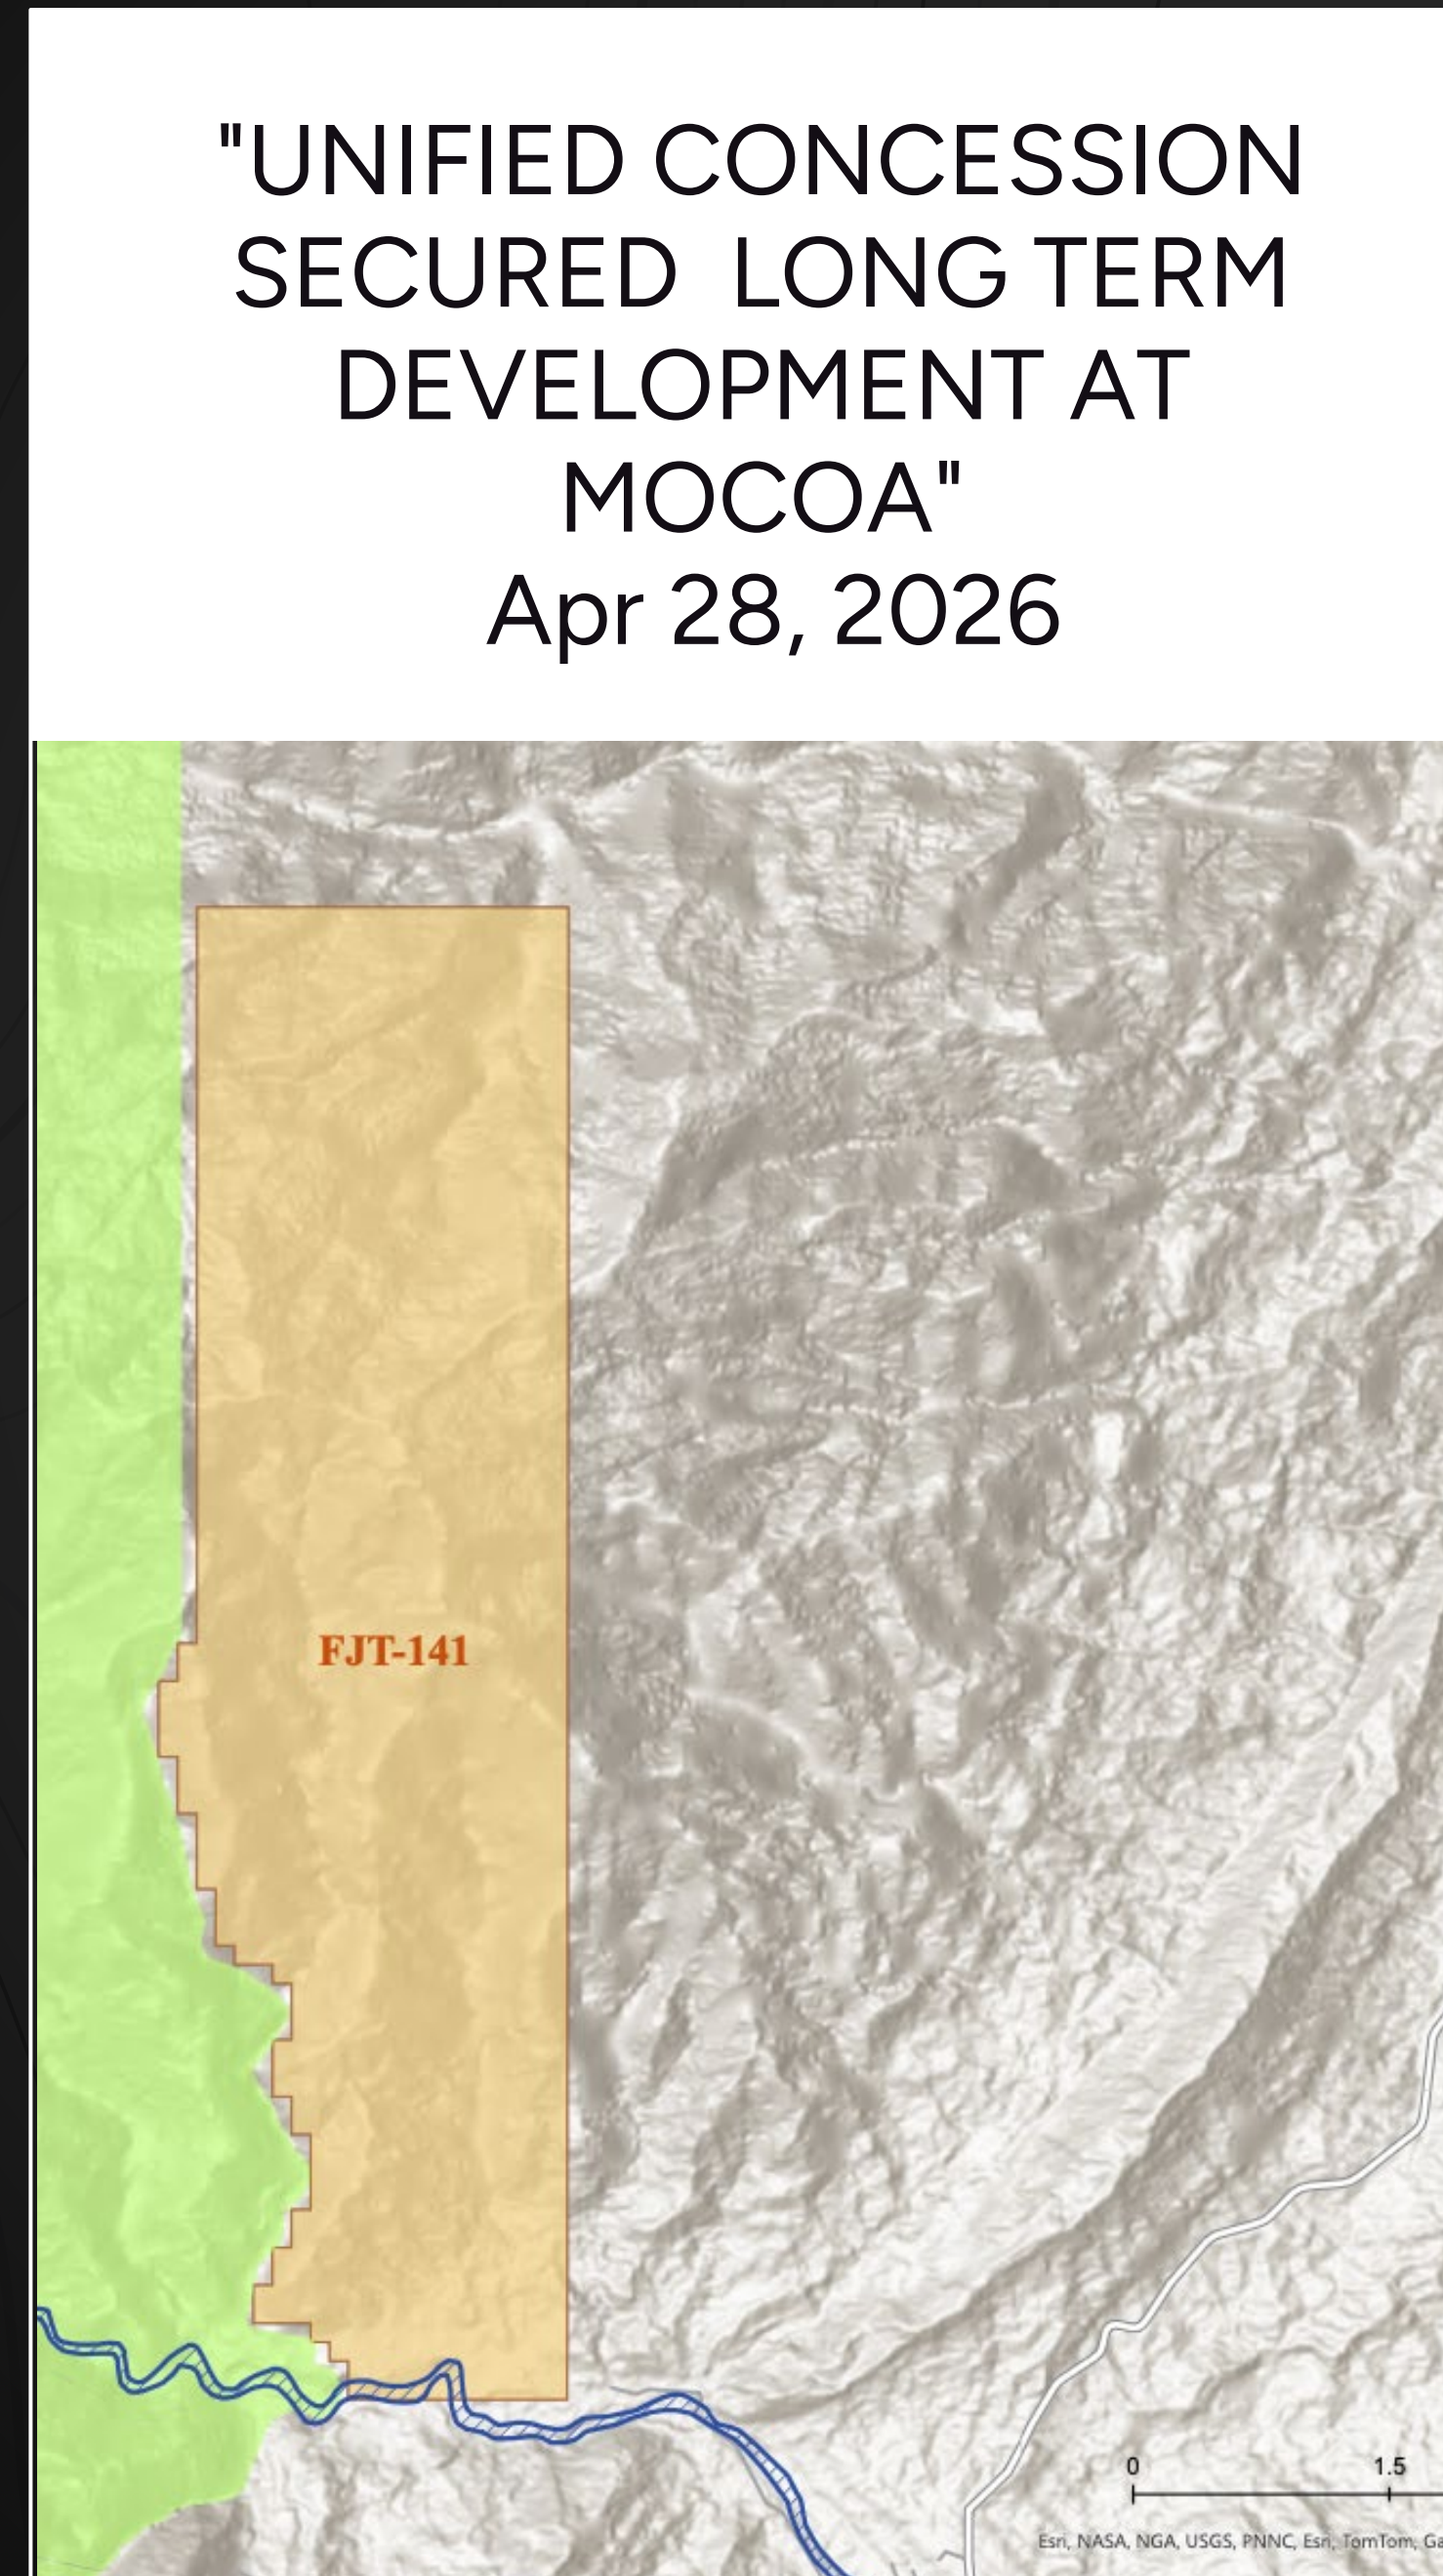 "UNIFIED CONCESSION
SECURED  LONG TERM
DEVELOPMENT AT
MOCOA"
Apr 28, 2026
FJT-141
0 1.5
Esri, NASA, NGA, USGS, PNNC, Esri, TomTom, Ga